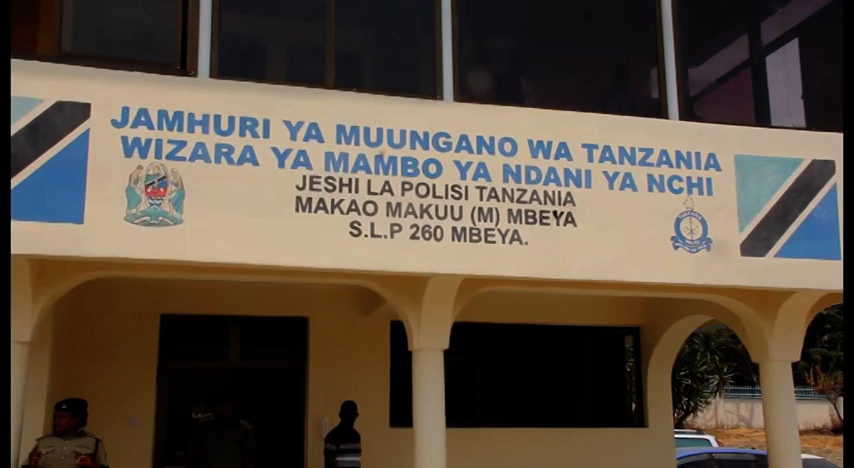 JAMHURI YA MUUNGANO WA TANZANIA
WIZARA YA MAMBO YA NDANI YA NCHI
JESHI LA POLISI TANZANIA
MAKAO MAKUU (M) MBEYA
S.L.P 260 MBEYA.